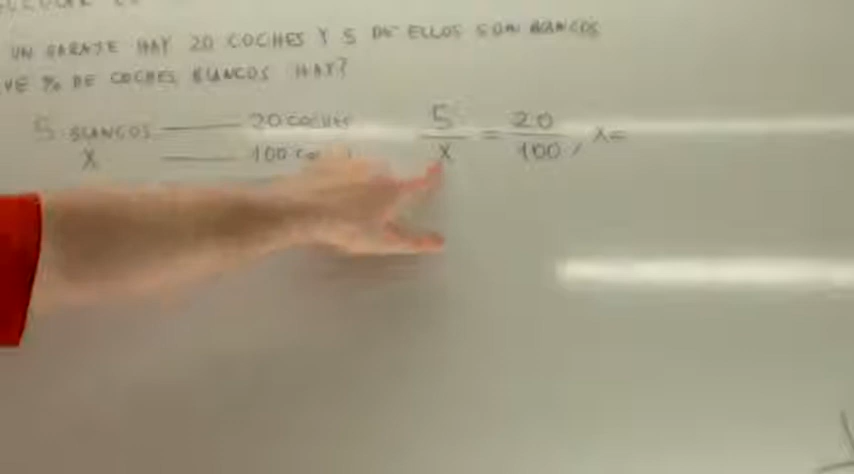 UN GARAJE HAY 20 COCHES Y 5 DE ELLOS SON BLANCOS
VE % DE COCHES BLANCOS HAY?
5 BLANCOS —— 20 coches
X —— 100
5/X = 20/100, X=